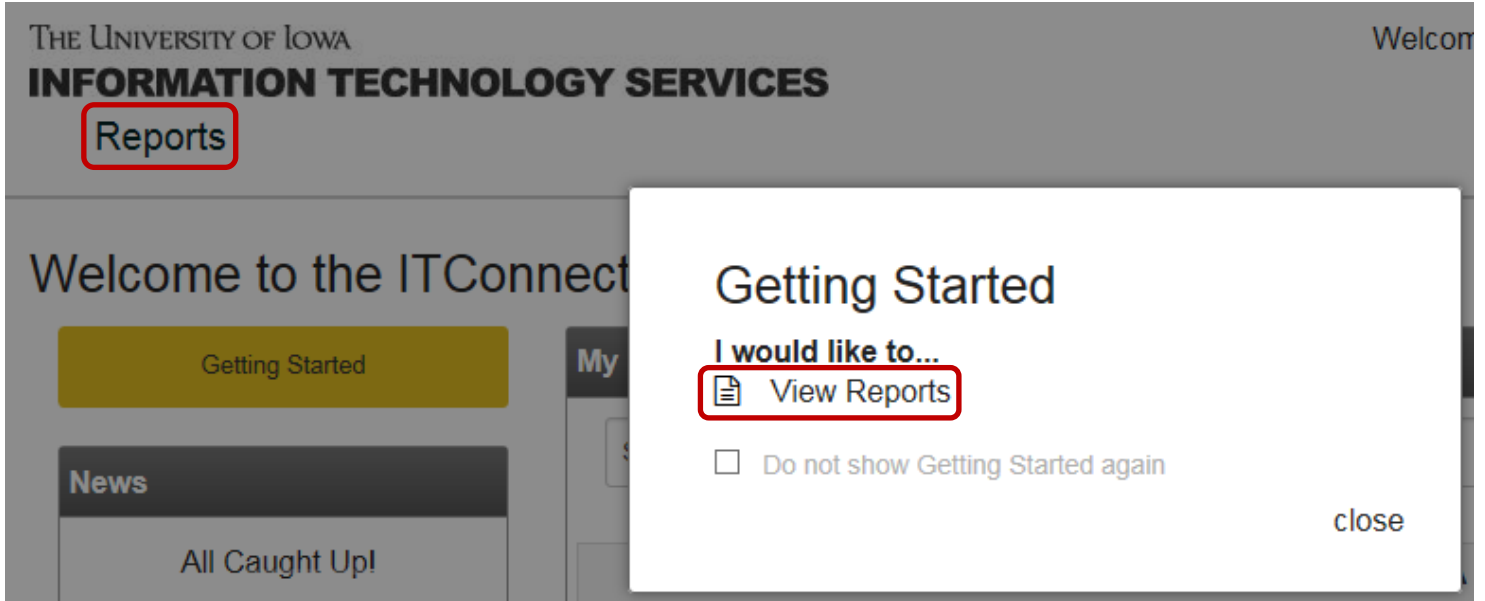 THE UNIVERSITY OF IOWA
Welcom
INFORMATION TECHNOLOGY SERVICES
Reports
Welcome to the ITConnect
Getting Started
I would like to...
View Reports
Do not show Getting Started again
close
Getting Started
My
News
All Caught Up!